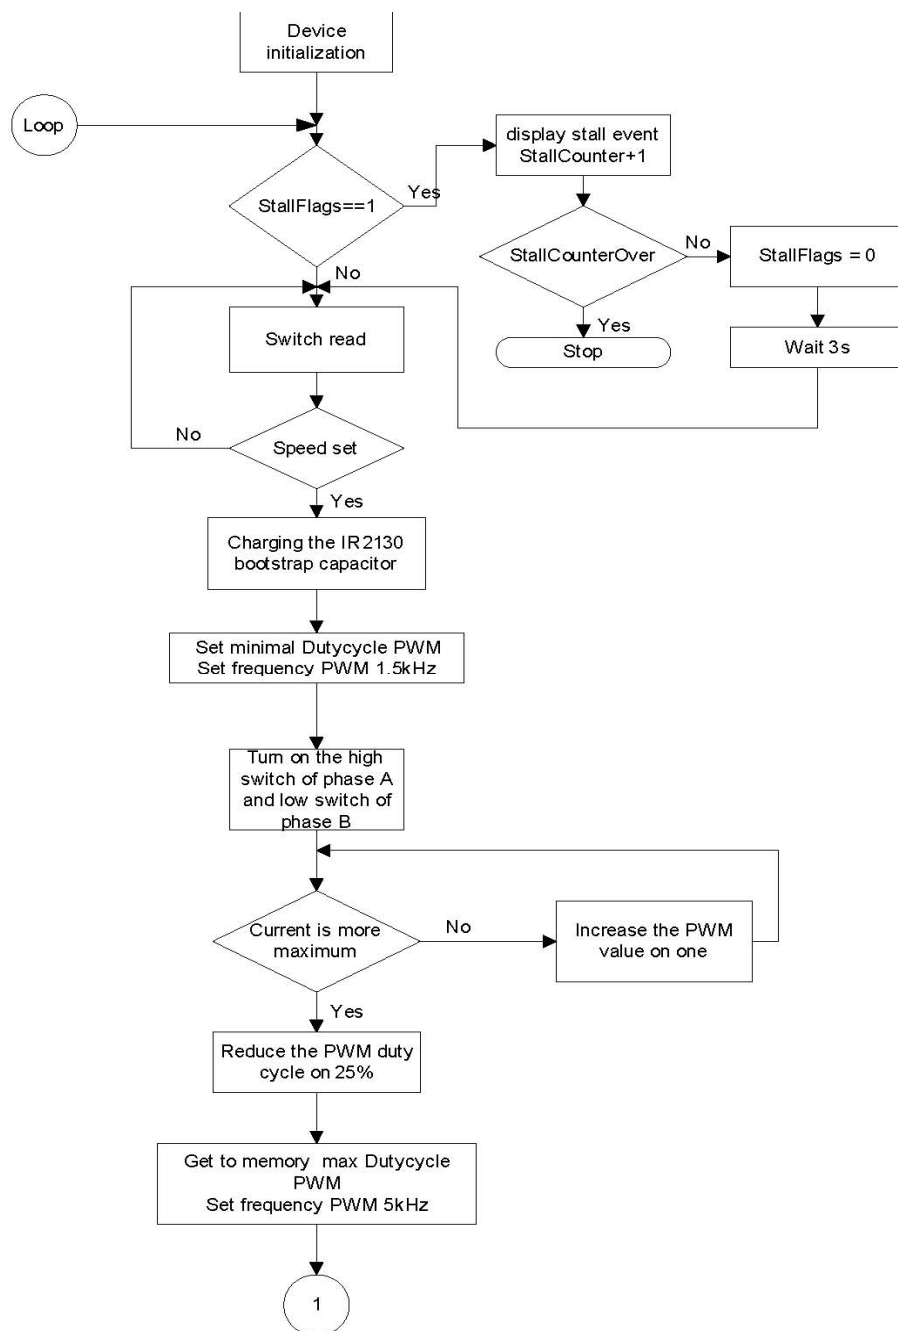 Device
initialization
Loop
display stall event
StallCounter+1
Yes
StallFlags==1
StallCounterOver
No
StallFlags = 0
No
Yes
Switch read
Stop
Wait 3s
No
Speed set
Yes
Charging the IR2130
bootstrap capacitor
Set minimal Dutycycle PWM
Set frequency PWM 1.5kHz
Turn on the high
switch of phase A
and low switch of
phase B
Current is more
maximum
No
Increase the PWM
value on one
Yes
Reduce the PWM duty
cycle on 25%
Get to memory max Dutycycle
PWM
Set frequency PWM 5kHz
1